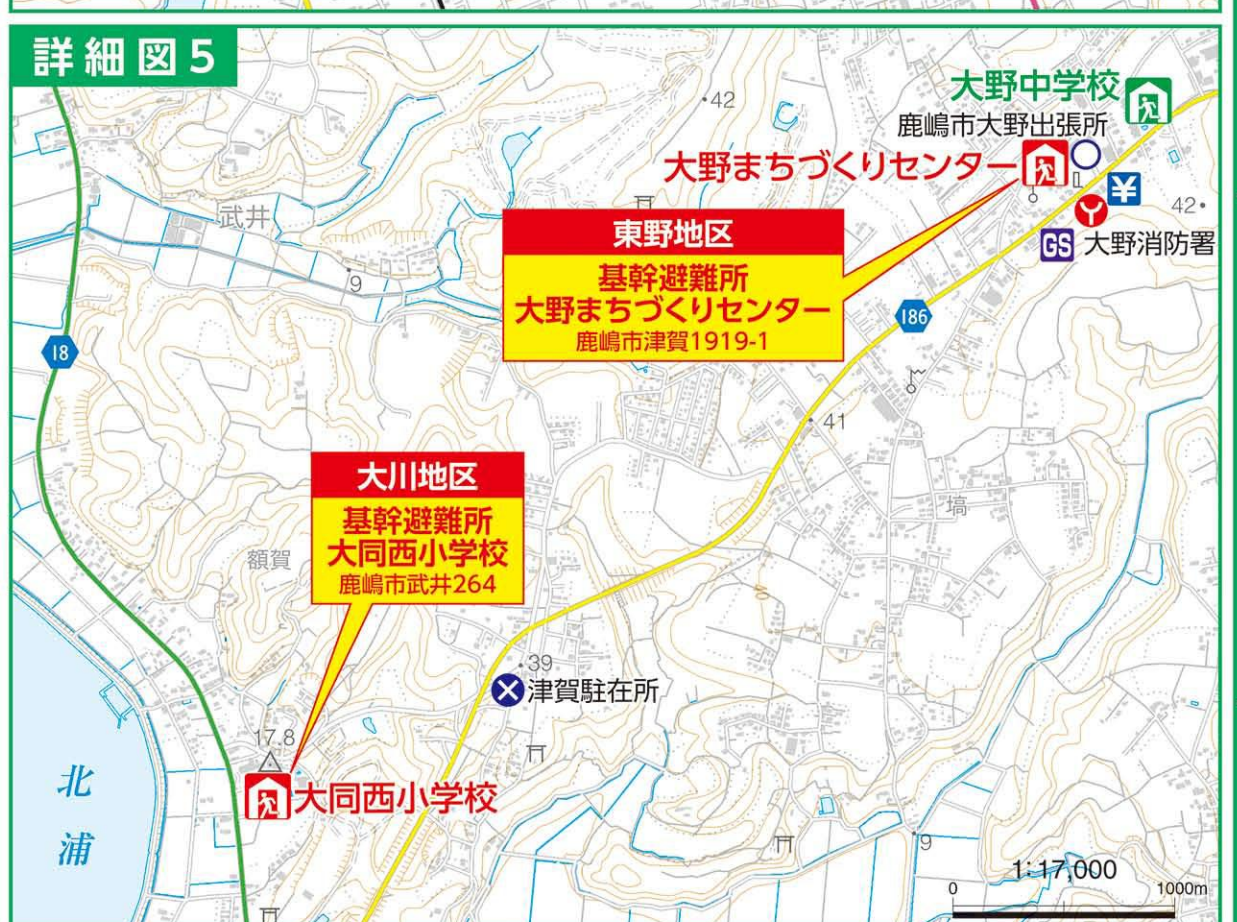 詳細図5
・42
大野中学校
鹿嶋市大野出張所
大野まちづくりセンター
¥
42・
GS 大野消防署
武井
9
東野地区
基幹避難所
大野まちづくりセンター
鹿嶋市津賀1919-1
186
18
41
大川地区
基幹避難所
大同西小学校
鹿嶋市武井264
額賀
塙
40
・39
津賀駐在所
17.8
大同西小学校
北浦
9
1:17,000
0 1000m